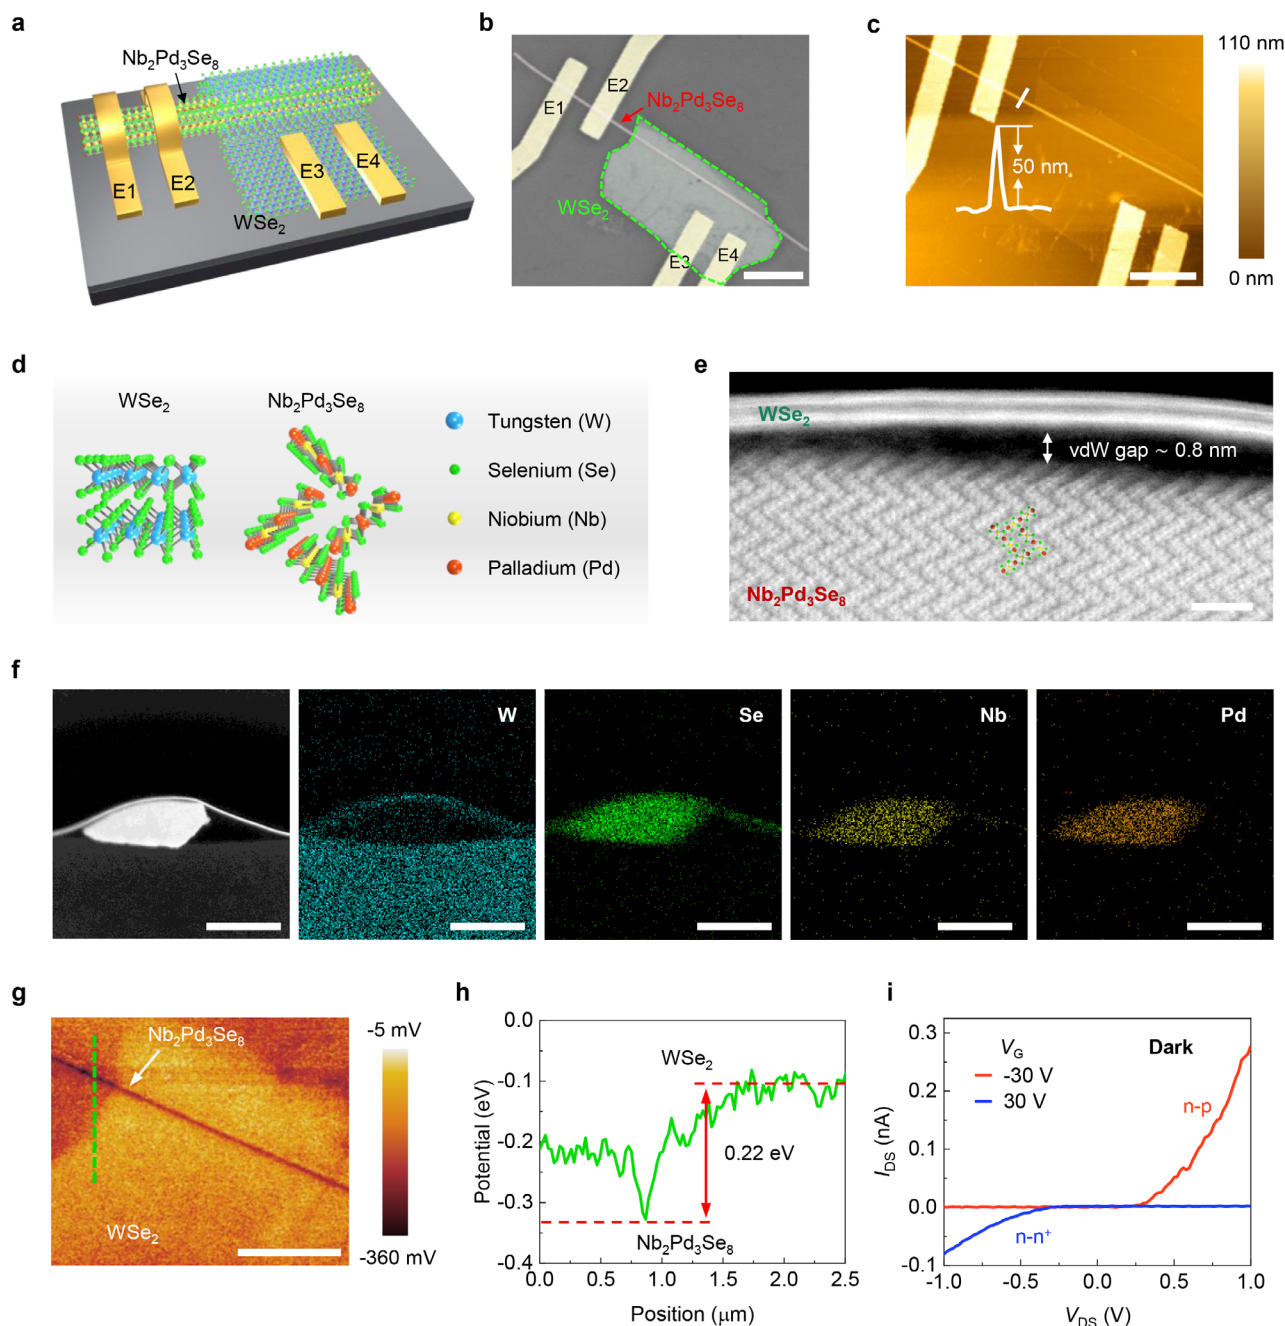 a
Nb2Pd3Se8
E1
E2
E3
E4
WSe2
b
E1
E2
Nb2Pd3Se8
WSe2
E3
E4
c
50 nm
110 nm
0 nm
d
WSe2
Nb2Pd3Se8
Tungsten (W)
Selenium (Se)
Niobium (Nb)
Palladium (Pd)
e
WSe2
vdW gap ~ 0.8 nm
Nb2Pd3Se8
f
W
Se
Nb
Pd
g
Nb2Pd3Se8
WSe2
-5 mV
-360 mV
h
0.0
-0.1
-0.2
-0.3
-0.4
Potential (eV)
WSe2
0.22 eV
Nb2Pd3Se8
0.0 0.5 1.0 1.5 2.0 2.5
Position (μm)
i
0.3
0.2
0.1
0.0
-0.1
IDS (nA)
VG
-30 V
30 V
Dark
n-p
n-n+
-1.0 -0.5 0.0 0.5 1.0
VDS (V)